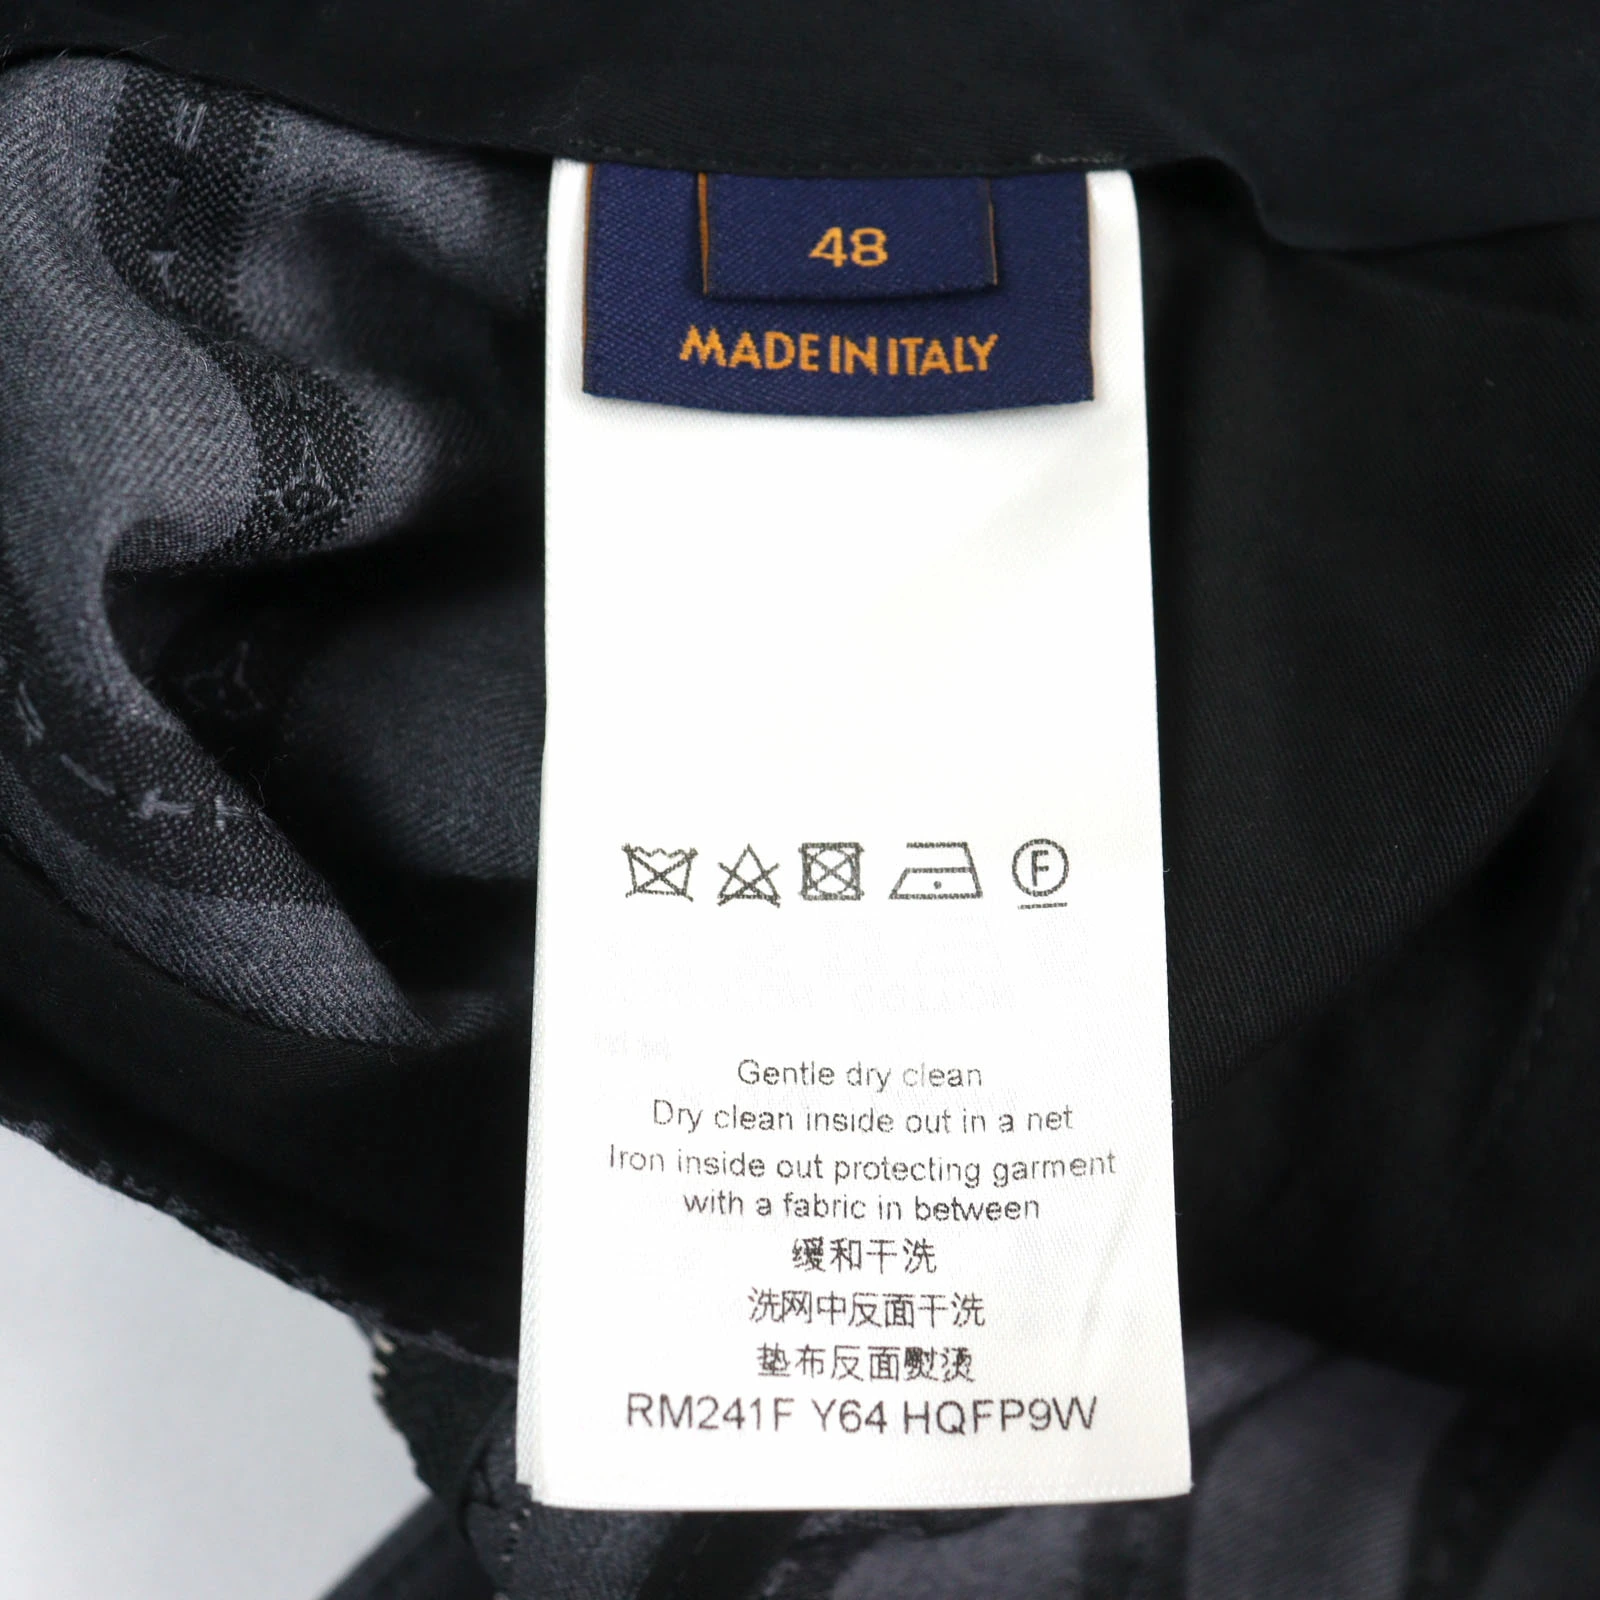 48
MADE IN ITALY
F
Gentle dry clean
Dry clean inside out in a net
Iron inside out protecting garment
with a fabric in between
缓和干洗
洗网中反面干洗
垫布反面熨烫
RM241F Y64 HQFP9W